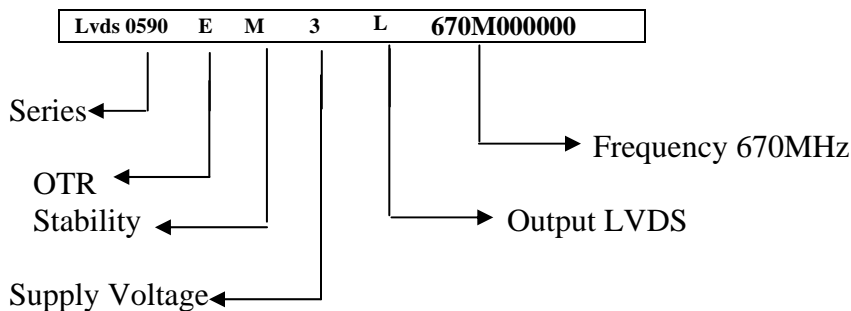 Lvds 0590 E M 3 L 670M000000
Series
Frequency 670MHz
OTR
Stability
Output LVDS
Supply Voltage